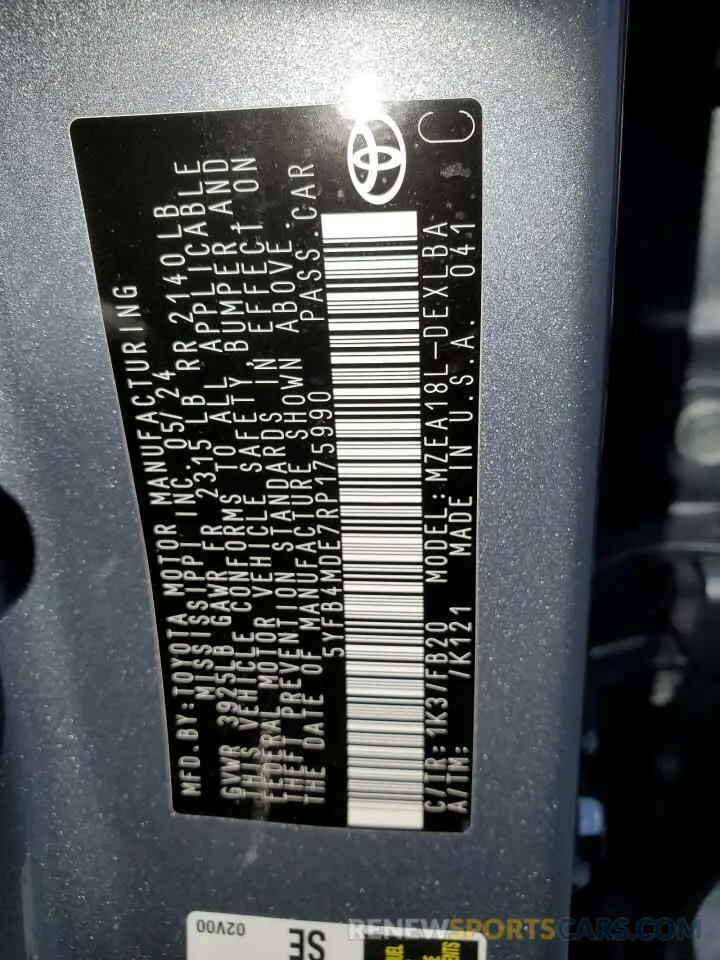 MFD.BY:TOYOTA MOTOR MANUFACTURING
MISSISSIPPI INC. 05/24
GVWR 3925LB GAWR FR 2315 LB RR 2140LB
THIS VEHICLE CONFORMS TO ALL APPLICABLE
FEDERAL MOTOR VEHICLE SAFETY BUMPER, AND
THEFT PREVENTION STANDARDS IN EFFECT ON
THE DATE OF MANUFACTURE SHOWN ABOVE.
5YFB4MDE7RP175990 PASS.CAR
C/TR: 1K3/FB20 MODEL:MZEA18L-DEXLBA
A/TM: /K121 MADE IN U.S.A. 041
C
02V00
SE
RENEWSPORTCARS.COM